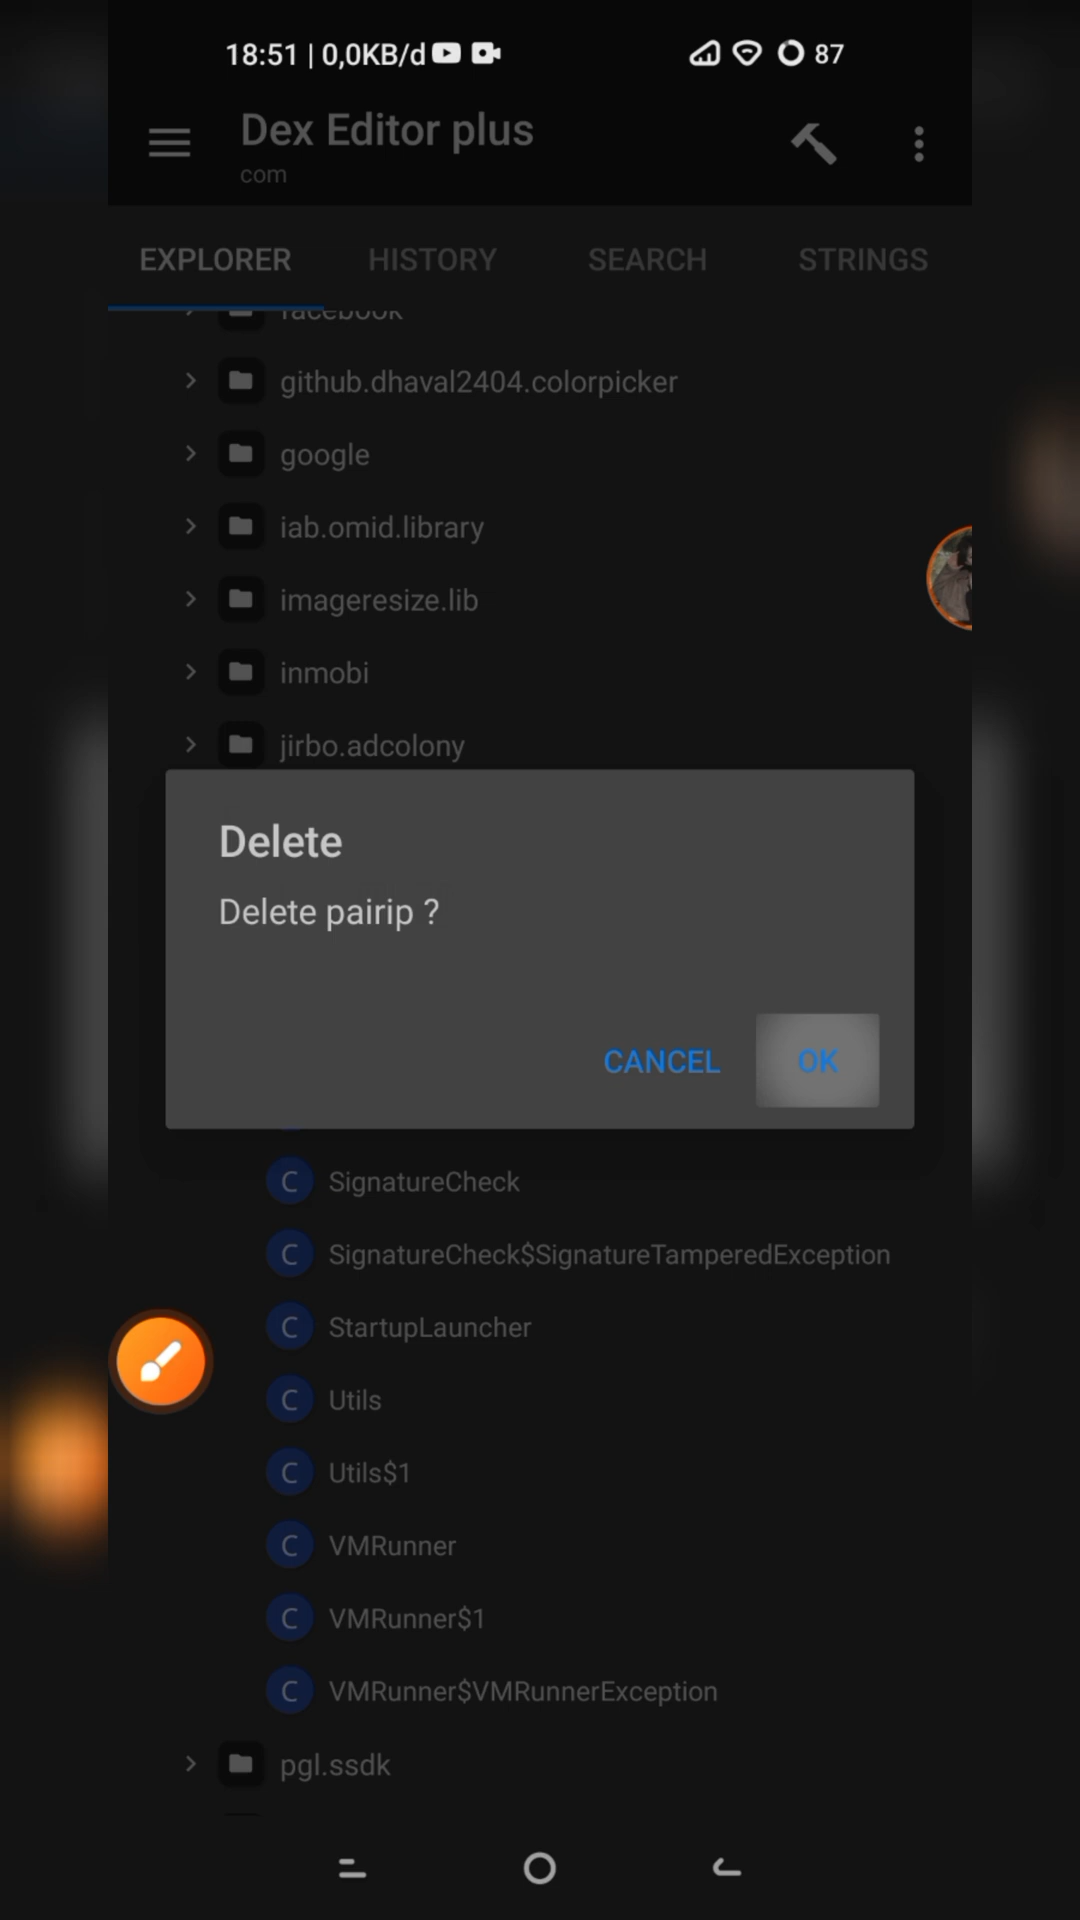 18:51 | 0,0KB/d
87
Dex Editor plus
com
EXPLORER
HISTORY
SEARCH
STRINGS
facebook
github.dhaval2404.colorpicker
google
iab.omid.library
imageresize.lib
inmobi
jirbo.adcolony
Delete
Delete pairip ?
CANCEL
OK
C SignatureCheck
C SignatureCheck$SignatureTamperedException
C StartupLauncher
C Utils
C Utils$1
C VMRunner
C VMRunner$1
C VMRunner$VMRunnerException
pgl.ssdk